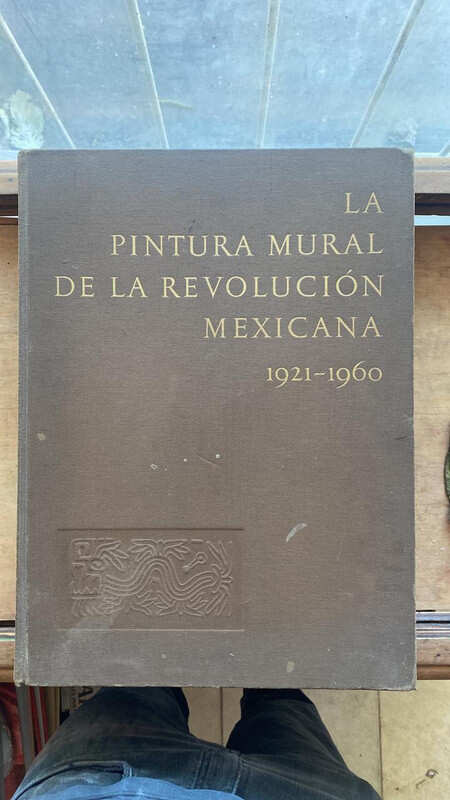 LA
PINTURA MURAL
DE LA REVOLUCIÓN
MEXICANA
1921-1960